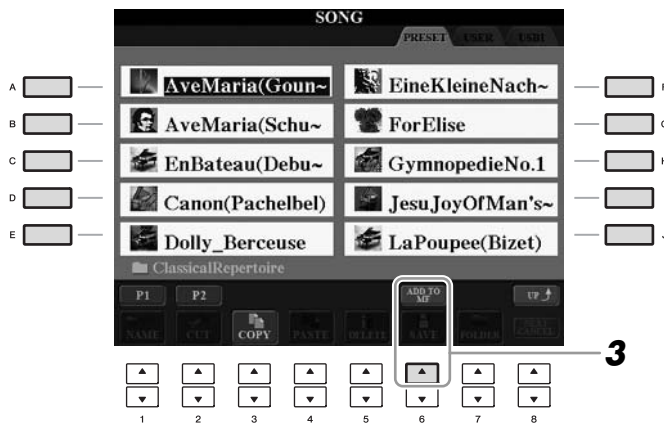 SONG
PRESET USER USB1
A AveMaria(Goun~ EineKleineNach~
B AveMaria(Schu~ ForElise
C EnBateau(Debu~ GymnopedieNo.1
D Canon(Pachelbel) JesuJoyOfMan's~
E Dolly_Berceuse LaPoupee(Bizet)
ClassicalRepertoire
P1 P2 ADD TO MF UP
NAME CUT COPY PASTE DELETE SAVE FOLDER NEXT CANCEL
3
1 2 3 4 5 6 7 8